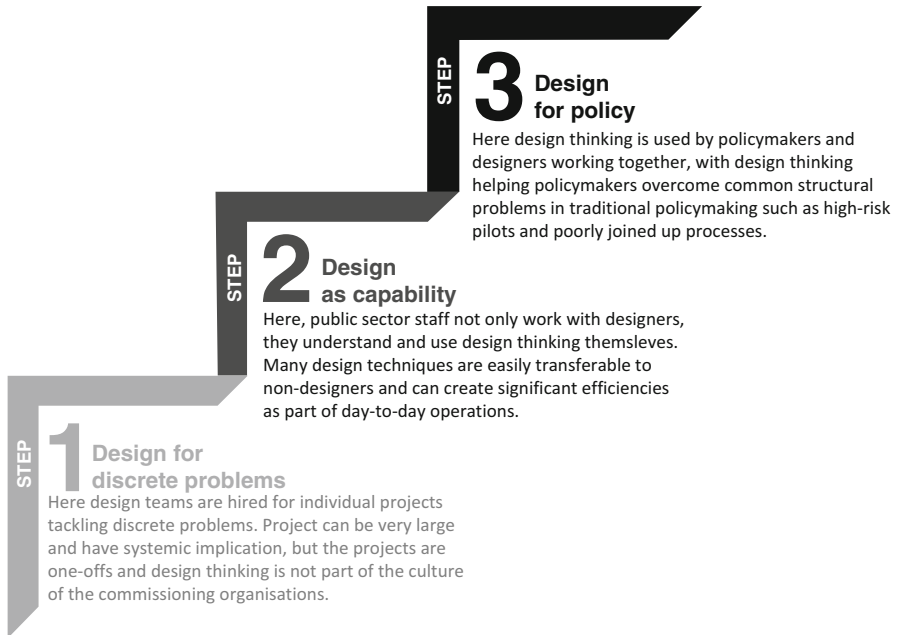 STEP
3
Design
for policy
Here design thinking is used by policymakers and
designers working together, with design thinking
helping policymakers overcome common structural
problems in traditional policymaking such as high-risk
pilots and poorly joined up processes.
STEP
2
Design
as capability
Here, public sector staff not only work with designers,
they understand and use design thinking themsleves.
Many design techniques are easily transferable to
non-designers and can create significant efficiencies
as part of day-to-day operations.
STEP
1
Design for
discrete problems
Here design teams are hired for individual projects
tackling discrete problems. Project can be very large
and have systemic implication, but the projects are
one-offs and design thinking is not part of the culture
of the commissioning organisations.